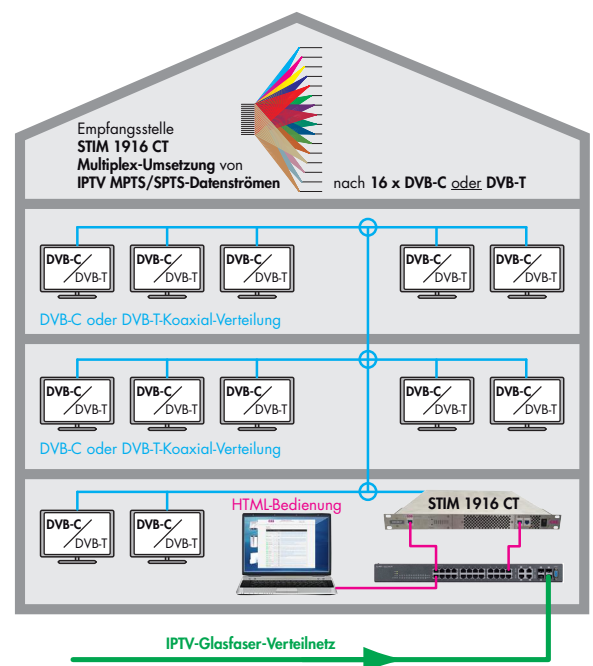 Empfangsstelle
STIM 1916 CT
Multiplex-Umsetzung von
IPTV MPTS/SPTS-Datenströmen nach 16 x DVB-C oder DVB-T
DVB-C/DVB-T DVB-C/DVB-T DVB-C/DVB-T DVB-C/DVB-T DVB-C/DVB-T
DVB-C oder DVB-T-Koaxial-Verteilung
DVB-C/DVB-T DVB-C/DVB-T DVB-C/DVB-T DVB-C/DVB-T DVB-C/DVB-T
DVB-C oder DVB-T-Koaxial-Verteilung
HTML-Bedienung STIM 1916 CT
DVB-C/DVB-T DVB-C/DVB-T
IPTV-Glasfaser-Verteilnetz